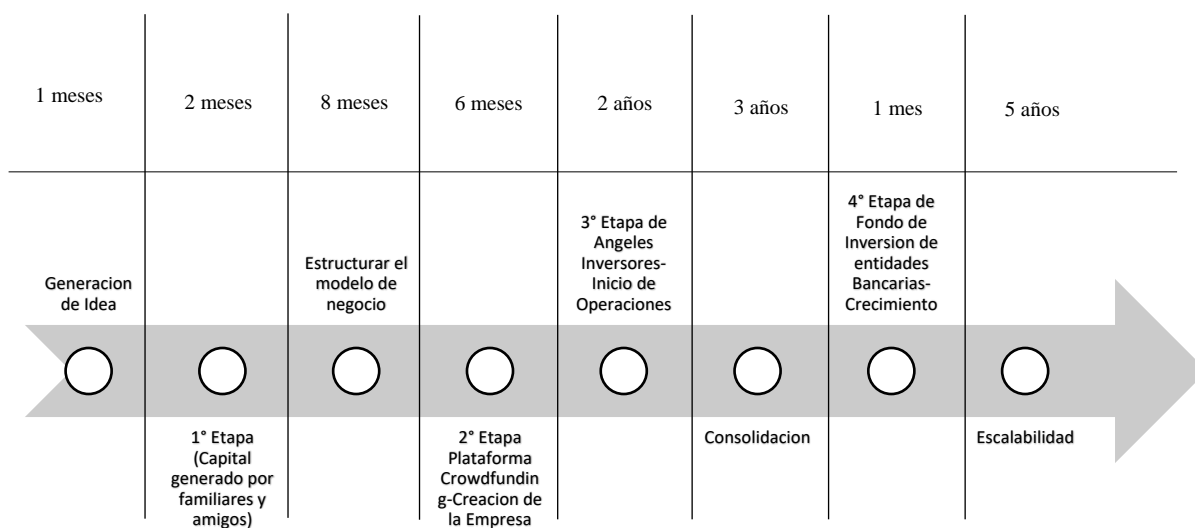 1 meses
2 meses
8 meses
6 meses
2 años
3 años
1 mes
5 años
Generacion
de Idea
1° Etapa
(Capital
generado por
familiares y
amigos)
Estructurar el
modelo de
negocio
2° Etapa
Plataforma
Crowdfundin
g-Creacion de
la Empresa
3° Etapa de
Angeles
Inversores-
Inicio de
Operaciones
Consolidacion
4° Etapa de
Fondo de
Inversion de
entidades
Bancarias-
Crecimiento
Escalabilidad